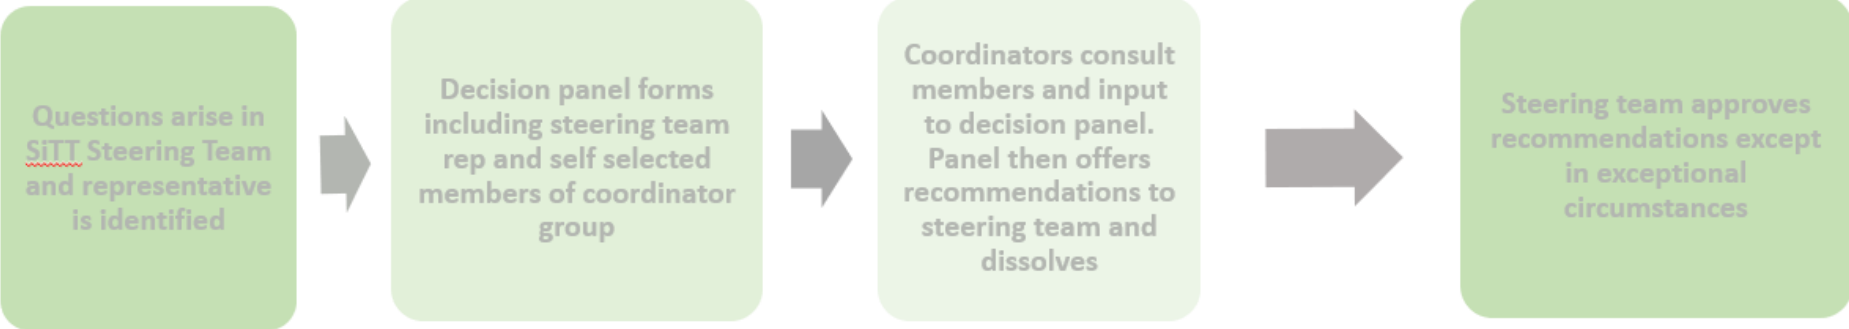 Questions arise in
SiTT Steering Team
and representative
is identified
Decision panel forms
including steering team
rep and self selected
members of coordinator
group
Coordinators consult
members and input
to decision panel.
Panel then offers
recommendations to
steering team and
dissolves
Steering team approves
recommendations except
in exceptional
circumstances